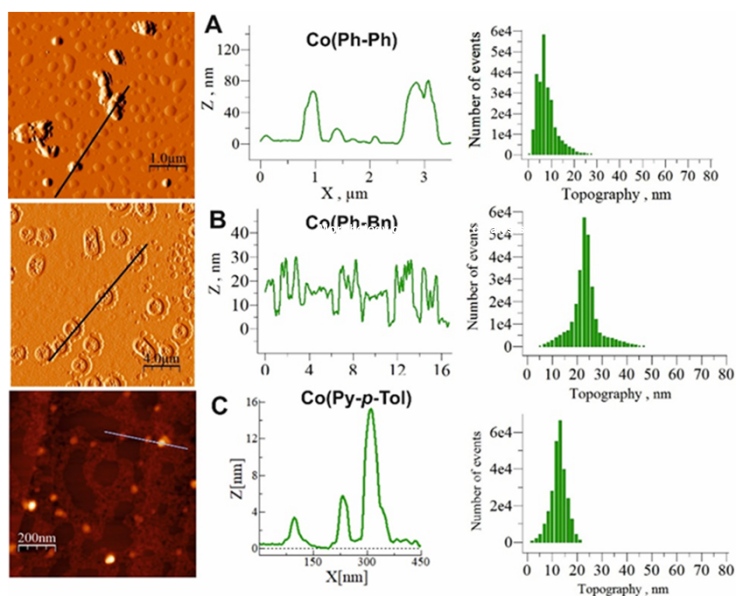 A
Co(Ph-Ph)
Z , nm
120
80
40
0
0 1 2 3
X , µm
Number of events
6e4
5e4
4e4
3e4
2e4
1e4
0
0 10 20 30 40 50 60 70 80
Topography , nm
1.0µm
B
Co(Ph-Bn)
Z , nm
40
30
20
10
0
0 4 8 12 16
Number of events
6e4
5e4
4e4
3e4
2e4
1e4
0
0 10 20 30 40 50 60 70 80
Topography , nm
4.0µm
C
Co(Py-p-Tol)
Z[nm]
16
12
8
4
0
150 300 450
X[nm]
Number of events
6e4
4e4
2e4
0
0 10 20 30 40 50 60 70 80
Topography , nm
200nm